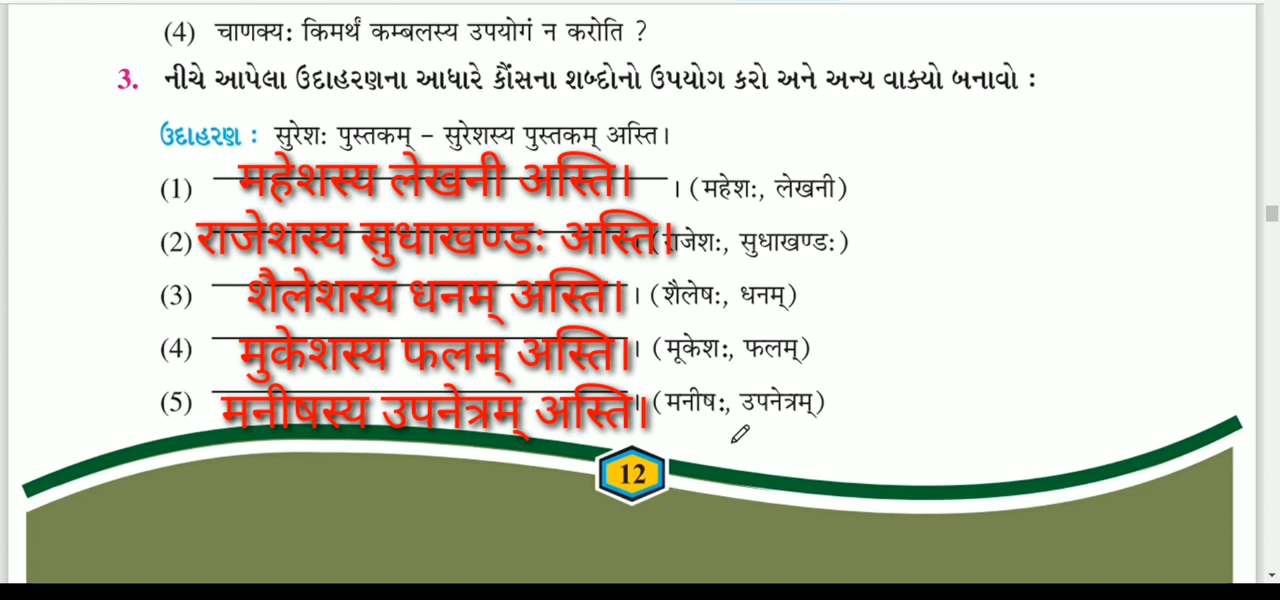 (4) चाणक्य: किमर्थं कम्बलस्य उपयोगं न करोति ?
3. નીચે આપેલા ઉદાહરણના આધારે કૌંસના શબ્દોનો ઉપયોગ કરો અને અન્ય વાક્યો બનાવો :
ઉદાહરણ : सुरेश: पुस्तकम् – सुरेशस्य पुस्तकम् अस्ति।
(1) महेशस्य लेखनी अस्ति। । (महेश:, लेखनी)
(2) राजेशस्य सुधाखण्डः अस्ति। (राजेश:, सुधाखण्ड:)
(3) शैलेशस्य धनम् अस्ति। । (शैलेष:, धनम्)
(4) मुकेशस्य फलम् अस्ति। । (मूकेश:, फलम्)
(5) मनीषस्य उपनेत्रम् अस्ति। । (मनीष:, उपनेत्रम्)
12